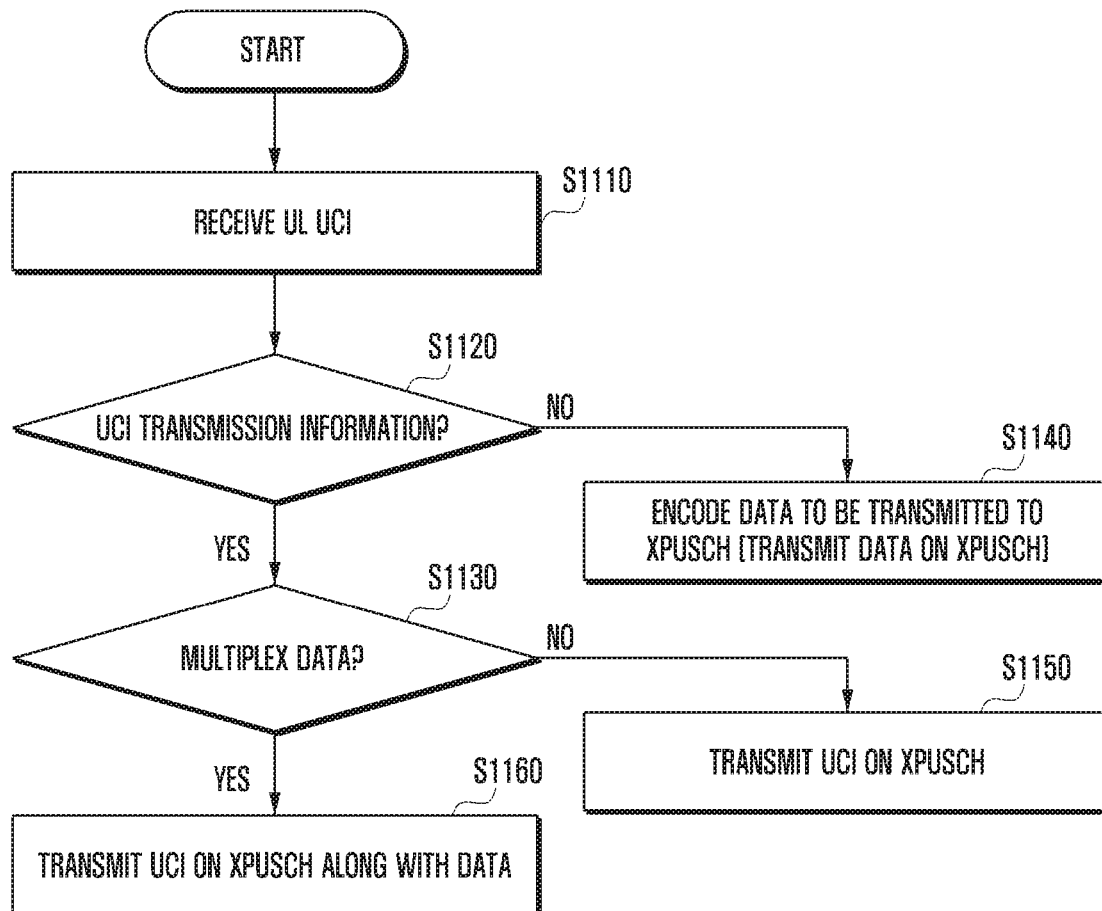 START
S1110
RECEIVE UL UCI
S1120
UCI TRANSMISSION INFORMATION?
NO
S1140
ENCODE DATA TO BE TRANSMITTED TO
XPUSCH [TRANSMIT DATA ON XPUSCH]
YES
S1130
MULTIPLEX DATA?
NO
S1150
TRANSMIT UCI ON XPUSCH
YES
S1160
TRANSMIT UCI ON XPUSCH ALONG WITH DATA